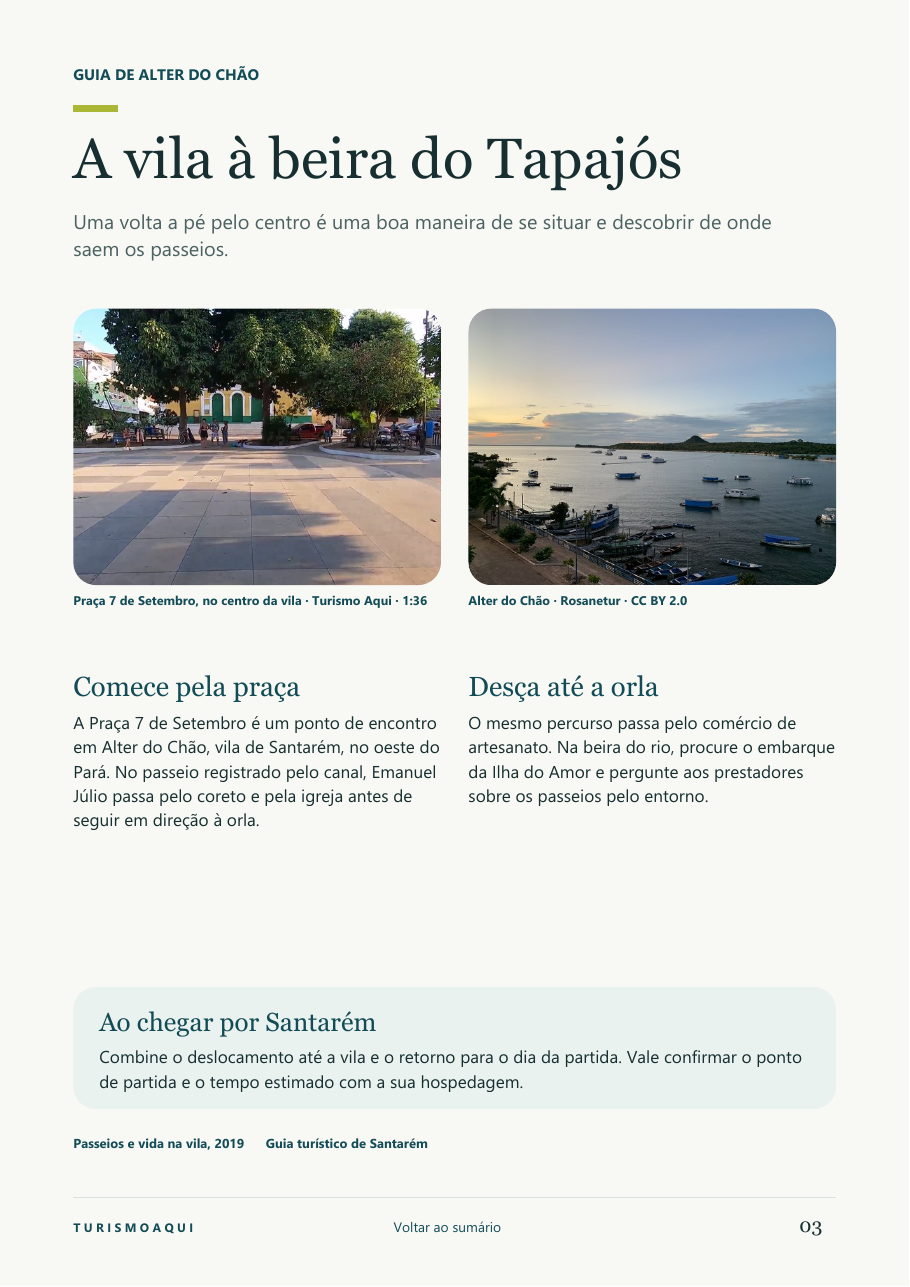 GUIA DE ALTER DO CHÃO
A vila à beira do Tapajós
Uma volta a pé pelo centro é uma boa maneira de se situar e descobrir de onde
saem os passeios.
Praça 7 de Setembro, no centro da vila · Turismo Aqui · 1:36
Alter do Chão · Rosanetur · CC BY 2.0
Comece pela praça
A Praça 7 de Setembro é um ponto de encontro
em Alter do Chão, vila de Santarém, no oeste do
Pará. No passeio registrado pelo canal, Emanuel
Júlio passa pelo coreto e pela igreja antes de
seguir em direção à orla.
Desça até a orla
O mesmo percurso passa pelo comércio de
artesanato. Na beira do rio, procure o embarque
da Ilha do Amor e pergunte aos prestadores
sobre os passeios pelo entorno.
Ao chegar por Santarém
Combine o deslocamento até a vila e o retorno para o dia da partida. Vale confirmar o ponto
de partida e o tempo estimado com a sua hospedagem.
Passeios e vida na vila, 2019 Guia turístico de Santarém
TURISMOAQUI Voltar ao sumário 03